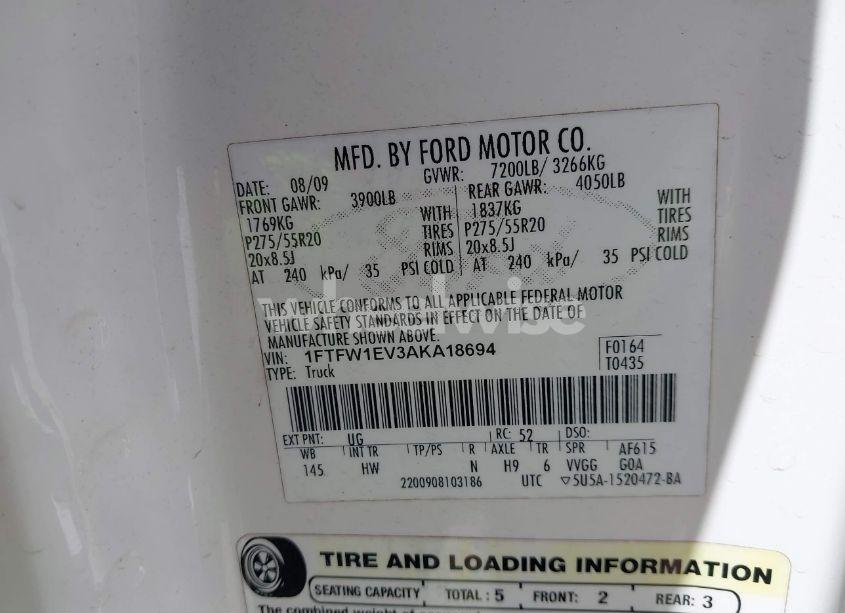 MFD. BY FORD MOTOR CO.
DATE: 08/09 GVWR: 7200LB/ 3266KG
FRONT GAWR: 3900LB REAR GAWR: 4050LB
1769KG WITH 1837KG WITH
P275/55R20 TIRES P275/55R20 TIRES
20x8.5J RIMS 20x8.5J RIMS
AT 240 kPa/ 35 PSI COLD AT 240 kPa/ 35 PSI COLD
THIS VEHICLE CONFORMS TO ALL APPLICABLE FEDERAL MOTOR
VEHICLE SAFETY STANDARDS IN EFFECT ON THE DATE OF
MANUFACTURE SHOWN ABOVE.
VIN: 1FTFW1EV3AKA18694 F0164
TYPE: Truck T0435
EXT PNT: UG RC: 52 DSO:
WB INT TR TP/PS R AXLE TR SPR AF615
145 HW N H9 6 VVGG GOA
2200908103186 UTC ▽5U5A-1520472-BA
TIRE AND LOADING INFORMATION
SEATING CAPACITY TOTAL: 5 FRONT: 2 REAR: 3
The combined weight of